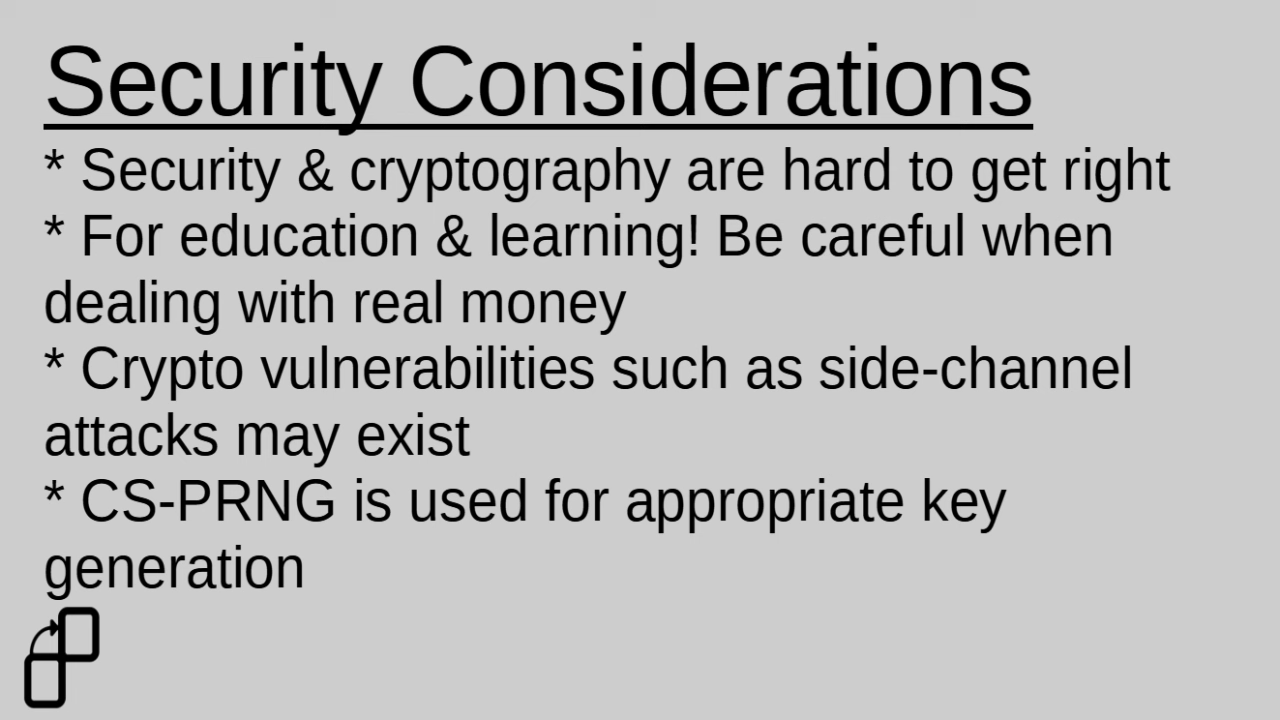 Security Considerations
* Security & cryptography are hard to get right
* For education & learning! Be careful when
dealing with real money
* Crypto vulnerabilities such as side-channel
attacks may exist
* CS-PRNG is used for appropriate key
generation